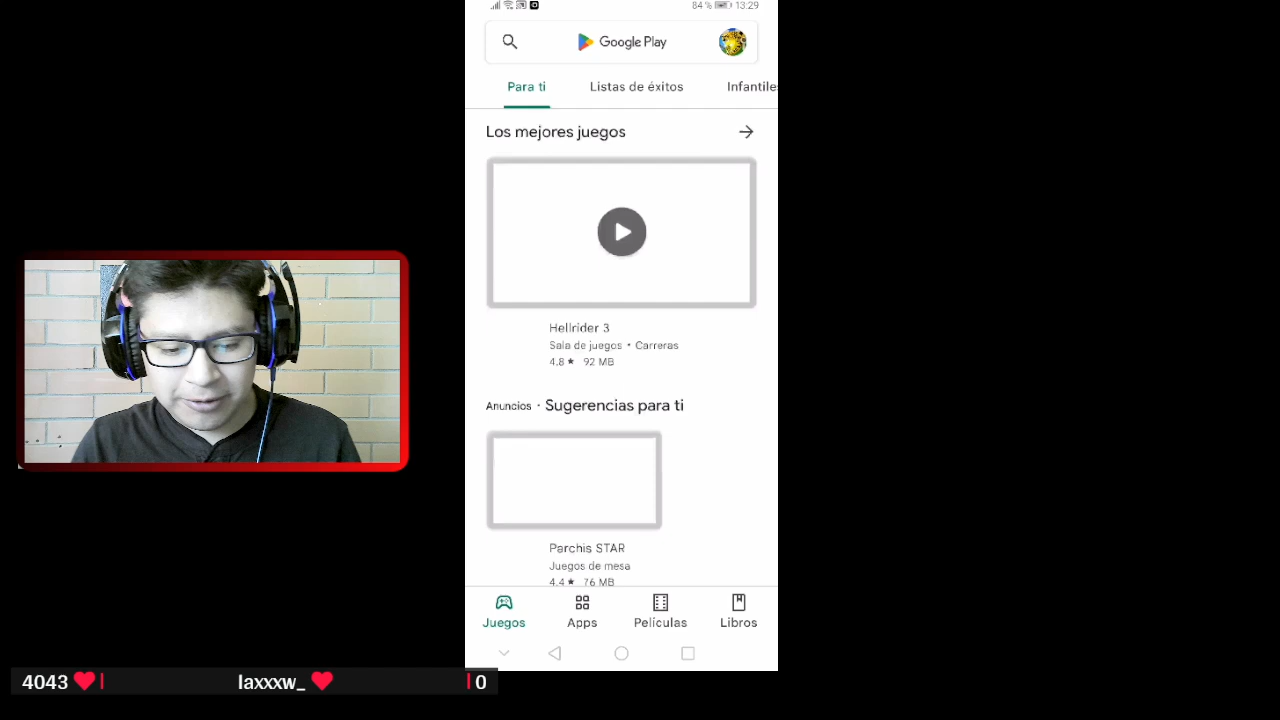 84 % 13:29
Google Play
Para ti Listas de éxitos Infantile
Los mejores juegos
Hellrider 3
Sala de juegos • Carreras
4.8 ★ 92 MB
Anuncios · Sugerencias para ti
Parchis STAR
Juegos de mesa
4.4 ★ 76 MB
Juegos Apps Películas Libros
4043 laxxxw_ 0